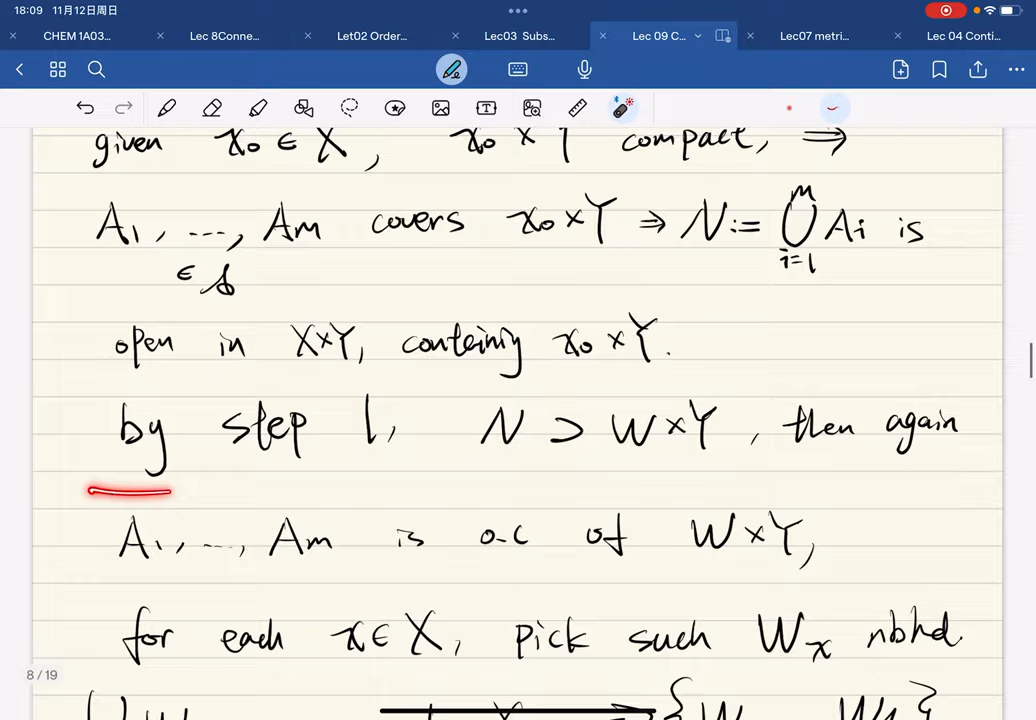 18:09 11月12日周日
CHEM 1A03... Lec 8Conne... Let02 Order... Lec03 Subs... Lec 09 C... Lec07 metri... Lec 04 Conti...
given x₀ ∈ X, x₀ × Y compact, ⇒
A₁, ..., Am covers x₀ × Y ⇒ N := ⋃ᵢ₌₁ᵐ Aᵢ is
∈ 𝒜
open in X×Y, containiy x₀ × Y.
by step 1, N ⊃ W × Y, then again
A₁, ..., Am is o.c of W × Y,
for each x ∈ X, pick such Wₓ nbhd.
8 / 19